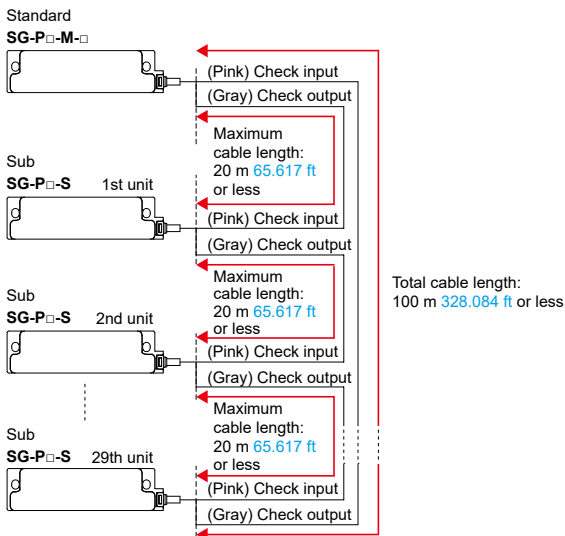 Standard
SG-P□-M-□
(Pink) Check input
(Gray) Check output
Maximum
cable length:
20 m 65.617 ft
or less
Sub
SG-P□-S 1st unit
(Pink) Check input
(Gray) Check output
Maximum
cable length:
20 m 65.617 ft
or less
Total cable length:
100 m 328.084 ft or less
Sub
SG-P□-S 2nd unit
(Pink) Check input
(Gray) Check output
Maximum
cable length:
20 m 65.617 ft
or less
Sub
SG-P□-S 29th unit
(Pink) Check input
(Gray) Check output